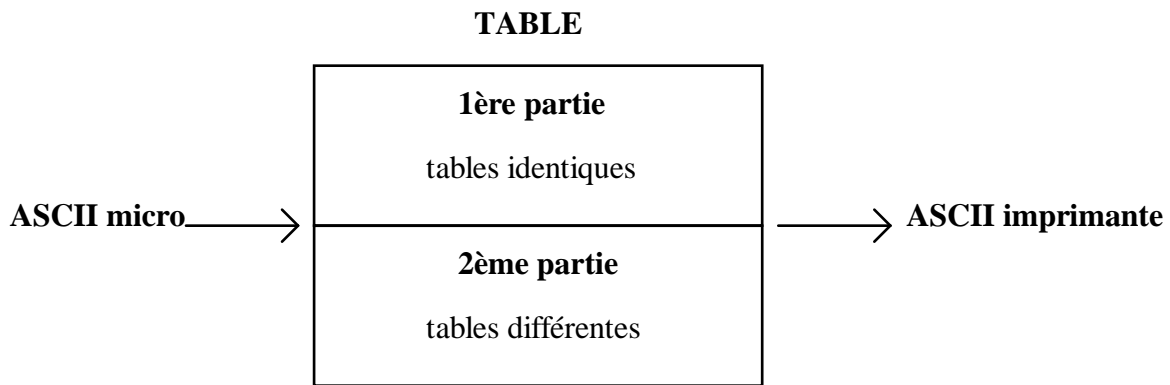 TABLE
1ère partie
tables identiques
ASCII micro
ASCII imprimante
2ème partie
tables différentes